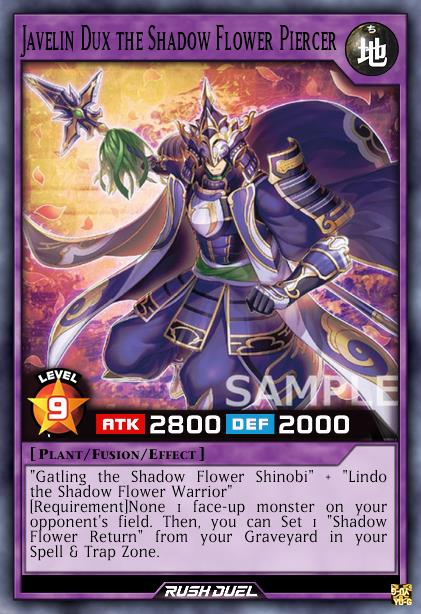 JAVELIN DUX THE SHADOW FLOWER PIERCER
ち
地
SAMPLE
LEVEL
9
ATK 2800 DEF 2000
[ PLANT/FUSION/EFFECT ]
"Gatling the Shadow Flower Shinobi" + "Lindo
the Shadow Flower Warrior"
[Requirement]None 1 face-up monster on your
opponent's field. Then, you can Set 1 "Shadow
Flower Return" from your Graveyard in your
Spell & Trap Zone.
RUSH DUEL